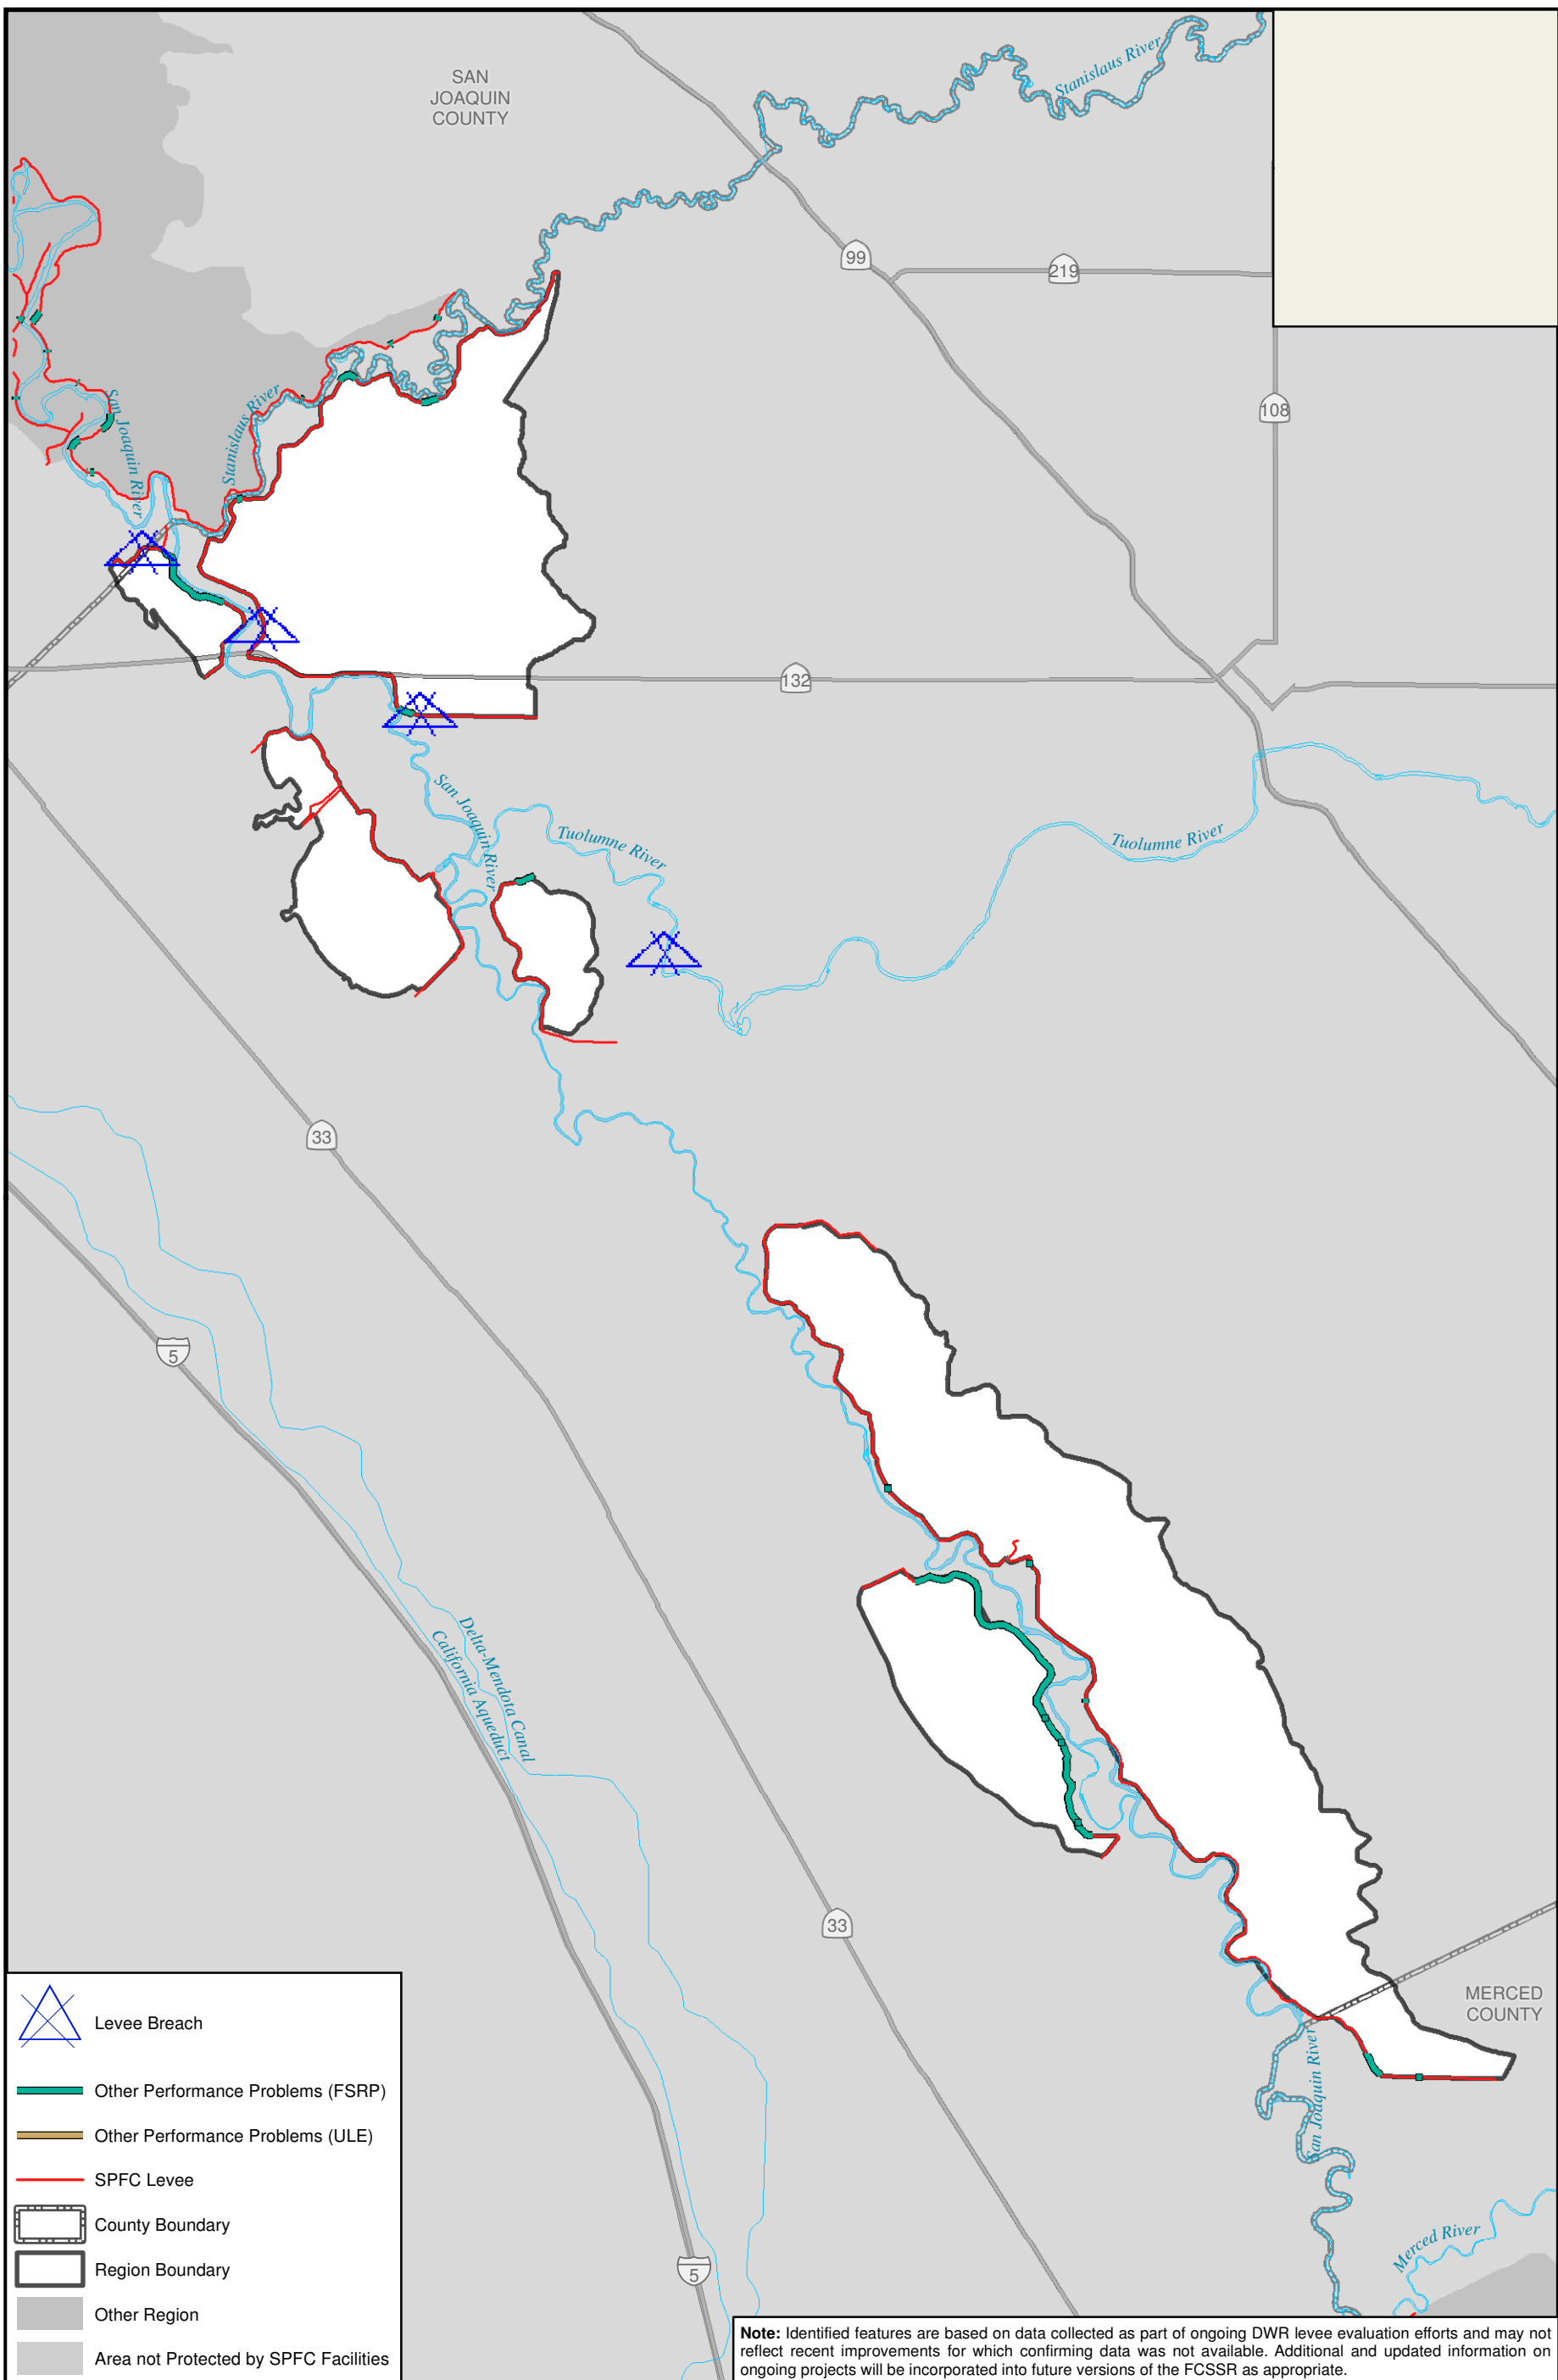 SAN
JOAQUIN
COUNTY
Stanislaus River
99
219
108
San Joaquin River
Stanislaus River
132
San Joaquin River
Tuolumne River
Tuolumne River
33
5
Delta-Mendota Canal
California Aqueduct
33
MERCED
COUNTY
San Joaquin River
Merced River
5
Levee Breach
Other Performance Problems (FSRP)
Other Performance Problems (ULE)
SPFC Levee
County Boundary
Region Boundary
Other Region
Area not Protected by SPFC Facilities
Note: Identified features are based on data collected as part of ongoing DWR levee evaluation efforts and may not
reflect recent improvements for which confirming data was not available. Additional and updated information on
ongoing projects will be incorporated into future versions of the FCSSR as appropriate.